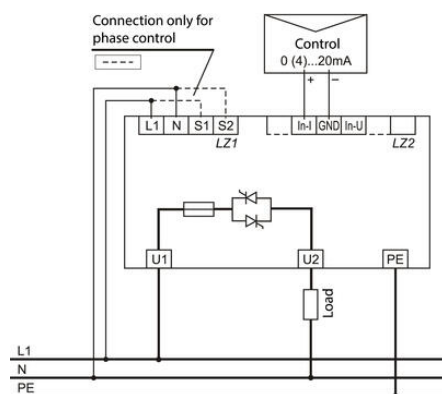 Connection only for
phase control
Control
0 (4)...20mA
+ −
L1 N S1 S2
LZ1
In-I GND In-U
LZ2
U1 U2 PE
Load
L1
N
PE